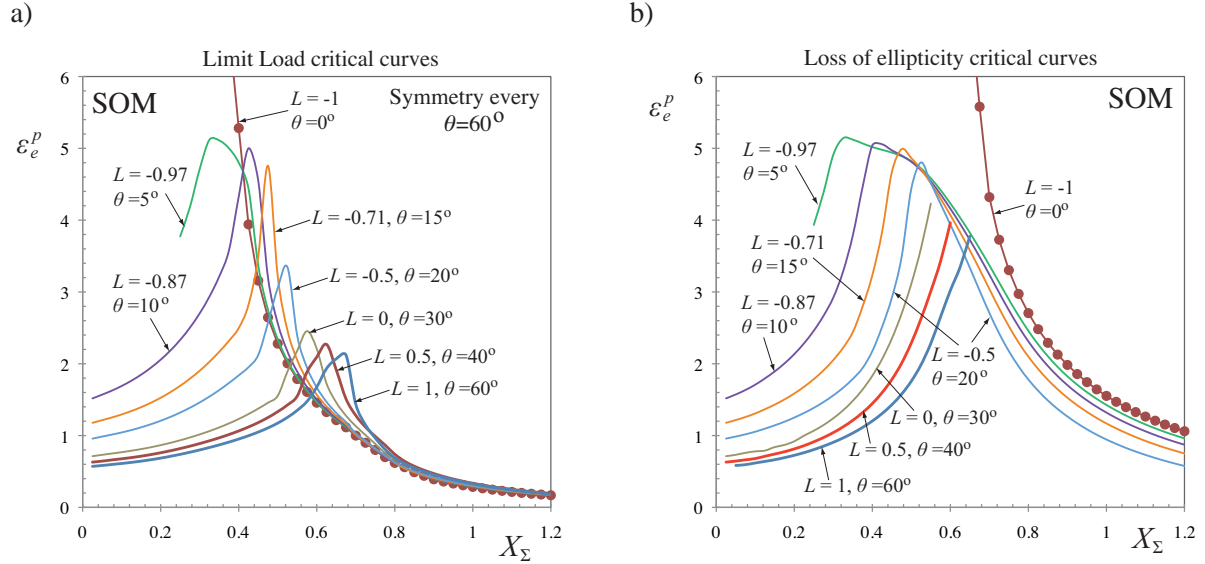 a)
Limit Load critical curves
6
5
4
3
2
1
0
ε_e^p
SOM
L = -1
θ=0°
Symmetry every
θ=60°
L = -0.97
θ=5°
L = -0.71, θ=15°
L = -0.87
θ=10°
L = -0.5, θ=20°
L = 0, θ=30°
L = 0.5, θ=40°
L = 1, θ=60°
0 0.2 0.4 0.6 0.8 1 1.2
X_Σ
b)
Loss of ellipticity critical curves
6
5
4
3
2
1
0
ε_e^p
SOM
L = -0.97
θ=5°
L = -1
θ=0°
L = -0.71
θ=15°
L = -0.87
θ=10°
L = -0.5
θ=20°
L = 0, θ=30°
L = 0.5, θ=40°
L = 1, θ=60°
0 0.2 0.4 0.6 0.8 1 1.2
X_Σ